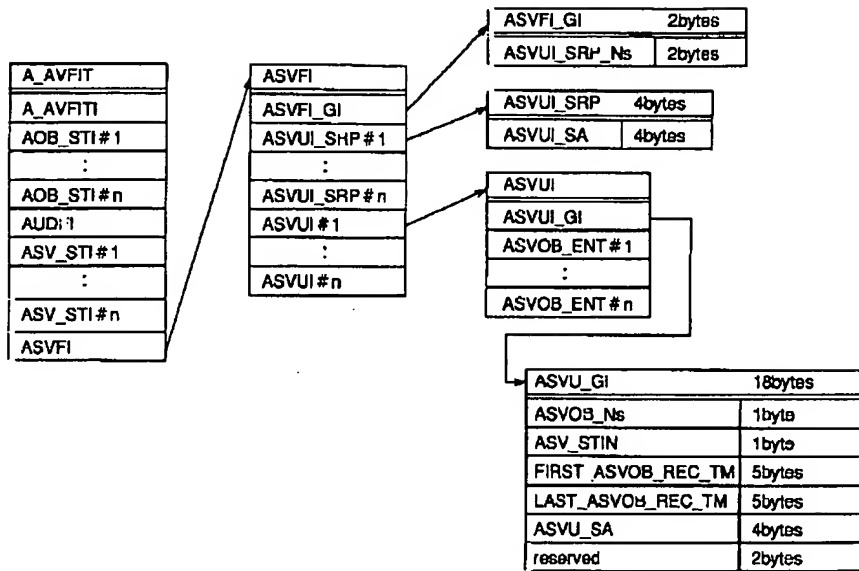 A_AVFIT
A_AVFITI
AOB_STI#1
:
AOB_STI#n
AUDI1
ASV_STI#1
:
ASV_STI#n
ASVFI
ASVFI
ASVFI_GI
ASVUI_SRP#1
:
ASVUI_SRP#n
ASVUI#1
:
ASVUI#n
ASVFI_GI 2bytes
ASVUI_SRP_Ns 2bytes
ASVUI_SRP 4bytes
ASVUI_SA 4bytes
ASVUI
ASVUI_GI
ASVOB_ENT#1
:
ASVOB_ENT#n
ASVU_GI 18bytes
ASVOB_Ns 1byte
ASV_STIN 1byte
FIRST_ASVOB_REC_TM 5bytes
LAST_ASVOB_REC_TM 5bytes
ASVU_SA 4bytes
reserved 2bytes